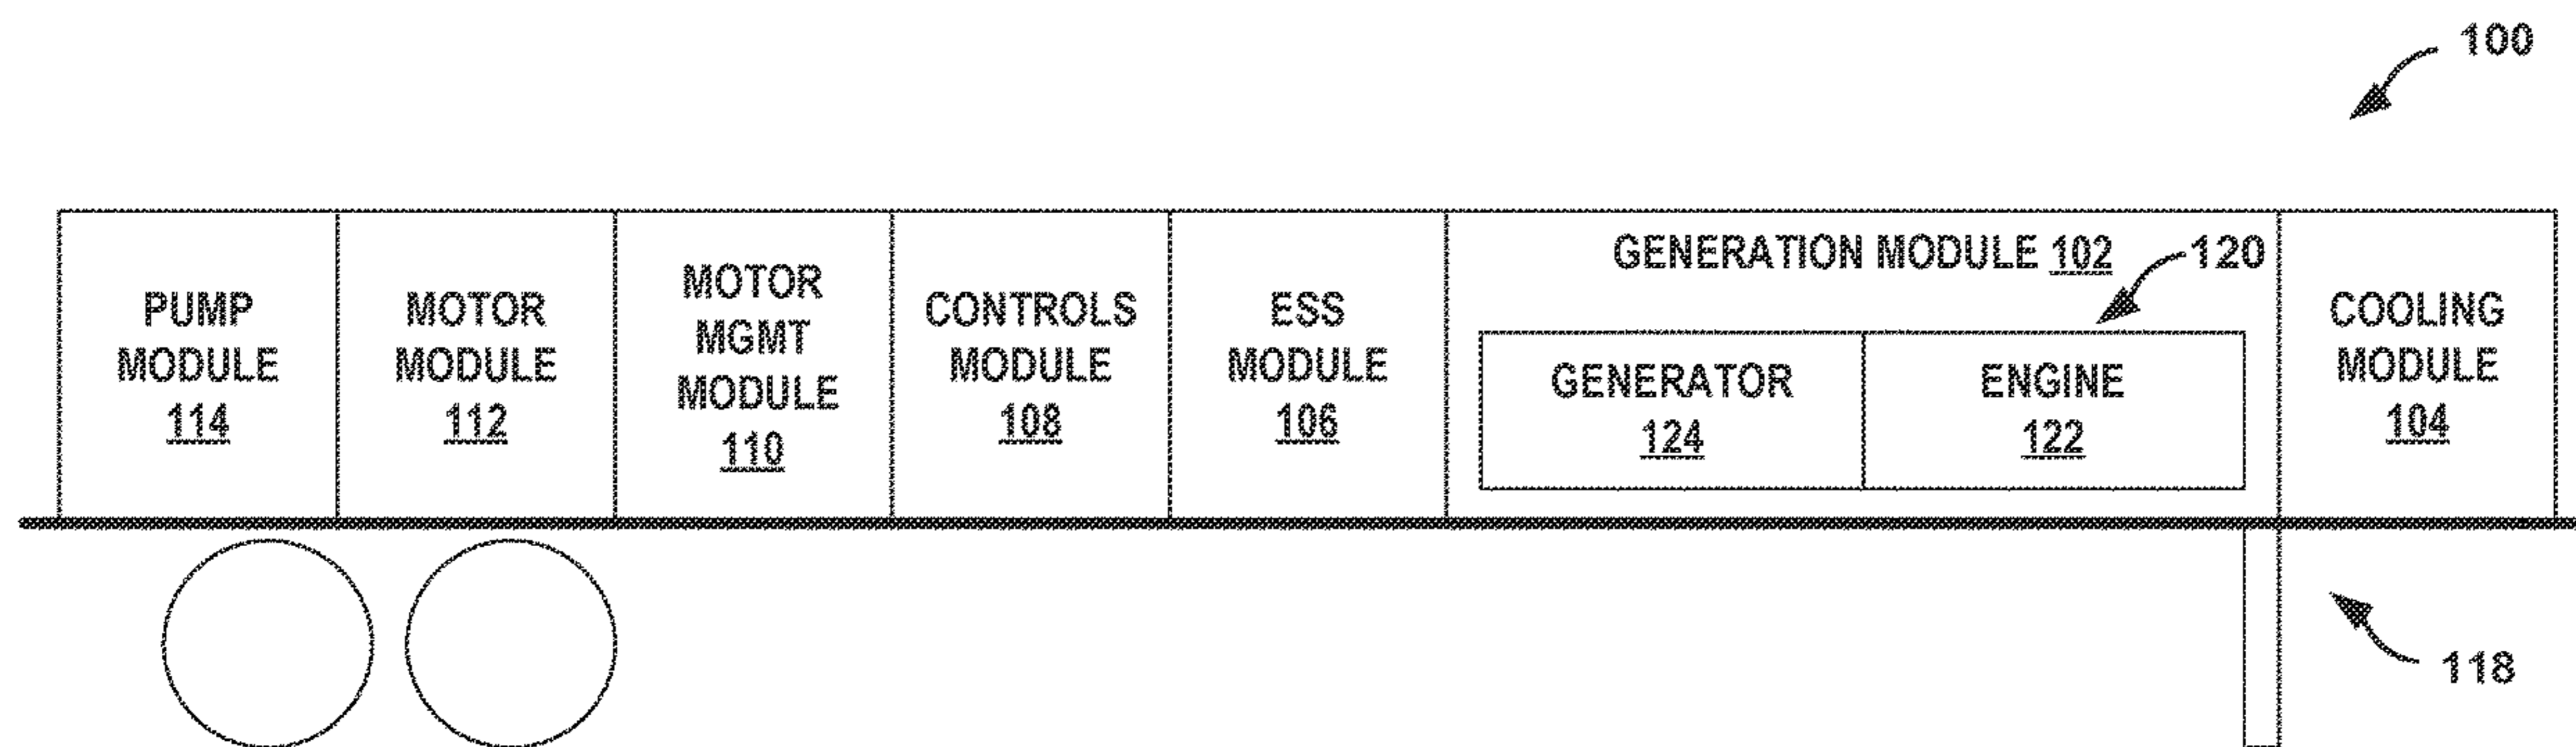 100
PUMP
MODULE
114
MOTOR
MODULE
112
MOTOR
MGMT
MODULE
110
CONTROLS
MODULE
108
ESS
MODULE
106
GENERATION MODULE 102
120
GENERATOR
124
ENGINE
122
COOLING
MODULE
104
118